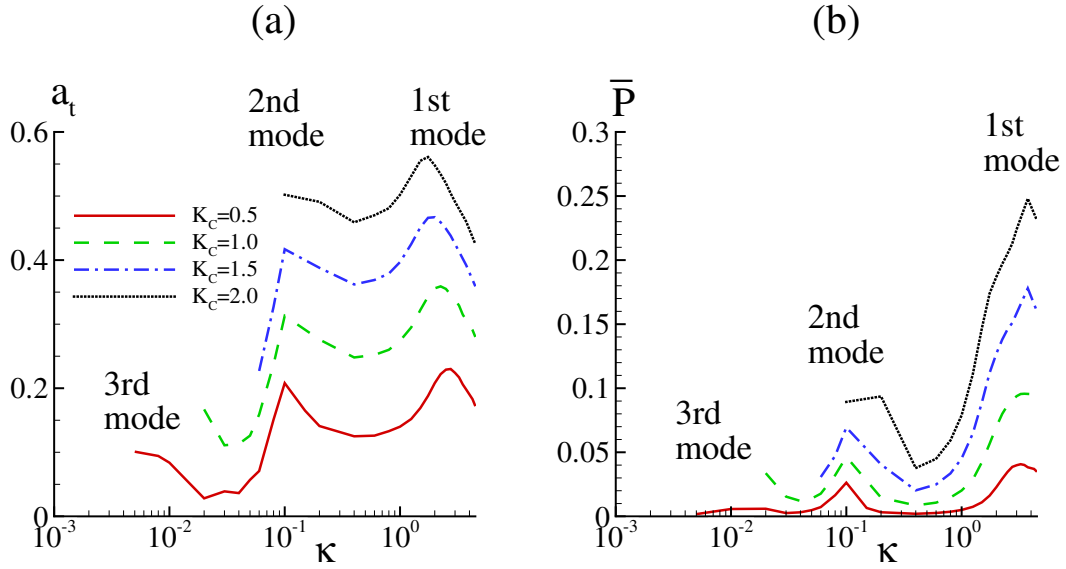 (a)
a_t
2nd
mode
1st
mode
0.6
0.4
0.2
0
K_C=0.5
K_C=1.0
K_C=1.5
K_C=2.0
3rd
mode
10^-3
10^-2
10^-1
10^0
κ
(b)
P̅
1st
mode
0.3
0.25
0.2
0.15
0.1
0.05
0
2nd
mode
3rd
mode
10^-3
10^-2
10^-1
10^0
κ